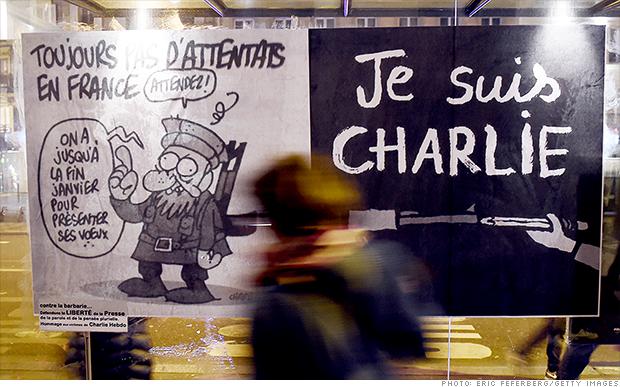 TOUJOURS PAS D'ATTENTATS
EN FRANCE
ATTENDEZ!
ON A
JUSQU'À
LA FIN
JANVIER
POUR
PRÉSENTER
SES VOEUX
contre la barbarie...
Défendons la LIBERTÉ de la Presse
de la parole et de la pensée plurielle.
Hommage aux victimes de Charlie Hebdo
Je suis
CHARLIE
PHOTO: ERIC FEFERBERG/GETTY IMAGES